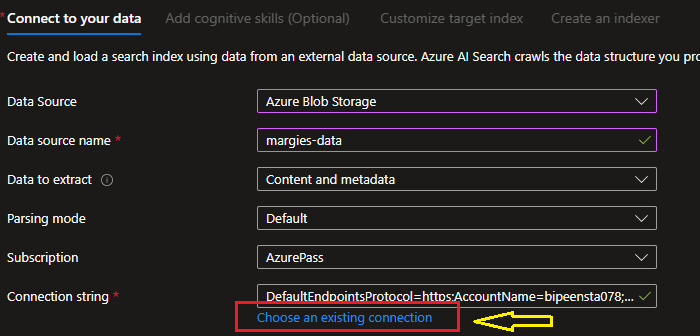 * Connect to your data Add cognitive skills (Optional) Customize target index Create an indexer
Create and load a search index using data from an external data source. Azure AI Search crawls the data structure you pro
Data Source Azure Blob Storage
Data source name * margies-data
Data to extract Content and metadata
Parsing mode Default
Subscription AzurePass
Connection string * DefaultEndpointsProtocol=https;AccountName=bipeensta078;...
Choose an existing connection